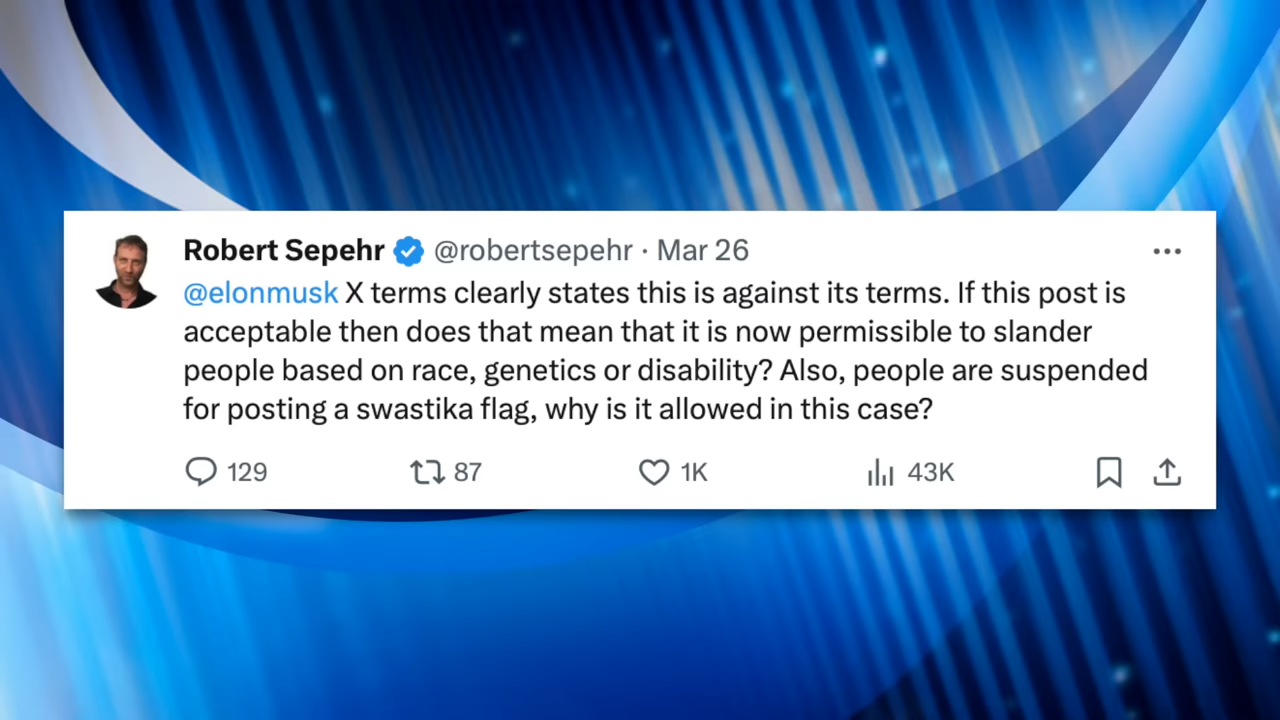 Robert Sepehr @robertsepehr · Mar 26
@elonmusk X terms clearly states this is against its terms. If this post is
acceptable then does that mean that it is now permissible to slander
people based on race, genetics or disability? Also, people are suspended
for posting a swastika flag, why is it allowed in this case?
129 87 1K 43K